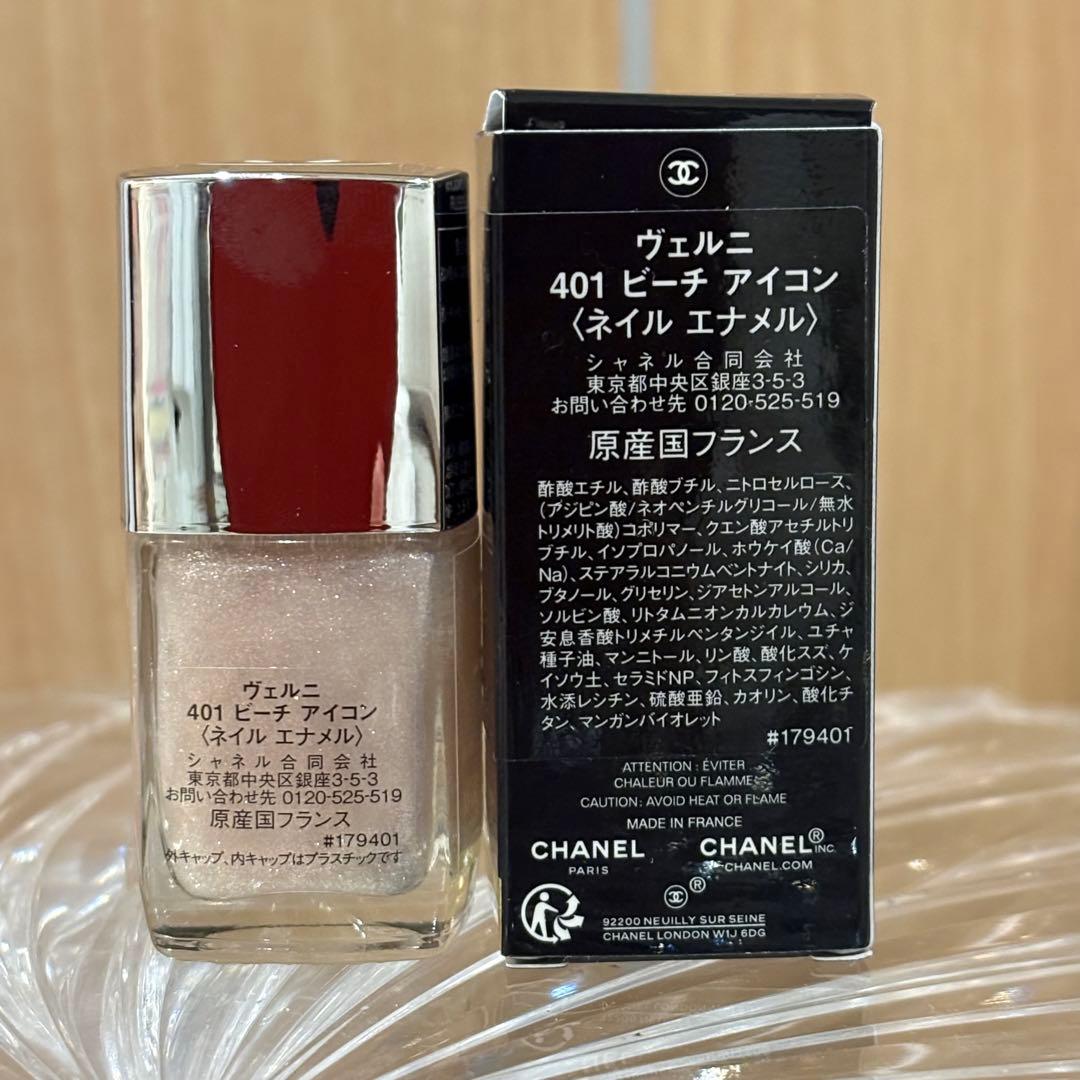 ヴェルニ
401 ビーチ アイコン
〈ネイル エナメル〉
シャネル合同会社
東京都中央区銀座3-5-3
お問い合わせ先 0120-525-519
原産国フランス
#179401
外キャップ、内キャップはプラスチックです
ヴェルニ
401 ビーチ アイコン
〈ネイル エナメル〉
シャネル合同会社
東京都中央区銀座3-5-3
お問い合わせ先 0120-525-519
原産国フランス
酢酸エチル、酢酸ブチル、ニトロセルロース、
(アジピン酸/ネオペンチルグリコール/無水
トリメリト酸)コポリマー、クエン酸アセチルトリ
ブチル、イソプロパノール、ホウケイ酸(Ca/
Na)、ステアラルコニウムベントナイト、シリカ、
ブタノール、グリセリン、ジアセトンアルコール、
ソルビン酸、リトタムニオンカルカレウム、ジ
安息香酸トリメチルペンタンジイル、ユチャ
種子油、マンニトール、リン酸、酸化スズ、ケ
イソウ土、セラミドNP、フィトスフィンゴシン、
水添レシチン、硫酸亜鉛、カオリン、酸化チ
タン、マンガンバイオレット
#179401
ATTENTION : ÉVITER
CHALEUR OU FLAMME
CAUTION: AVOID HEAT OR FLAME
MADE IN FRANCE
CHANEL
PARIS
CHANEL® INC.
CHANEL.COM
®
92200 NEUILLY SUR SEINE
CHANEL LONDON W1J 6DG